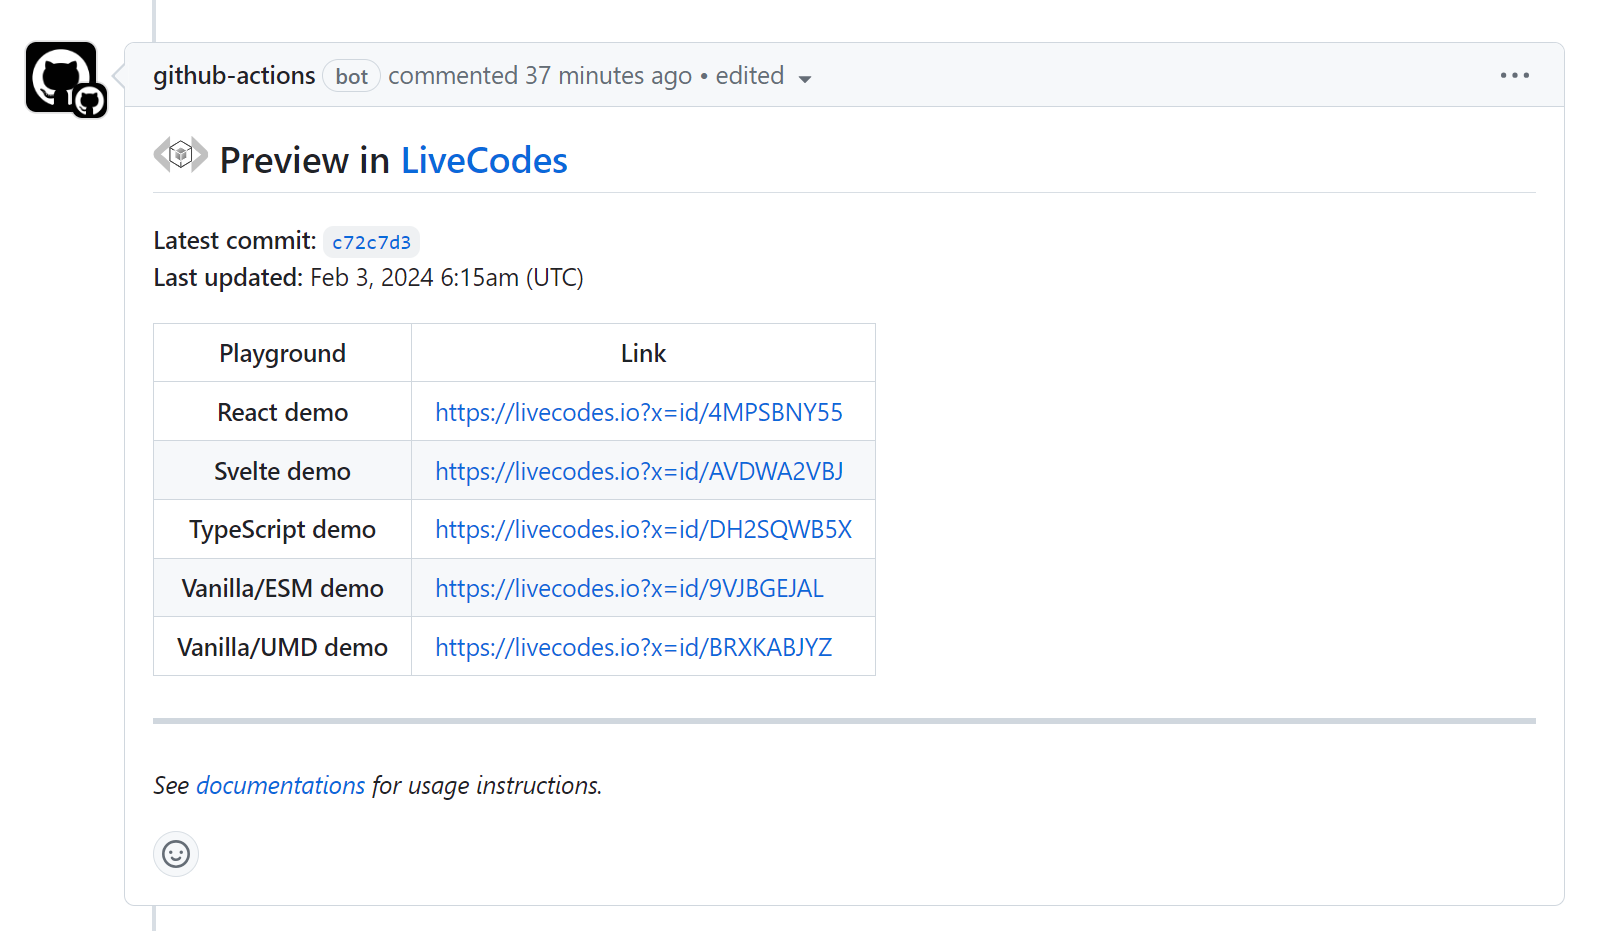 github-actions bot commented 37 minutes ago • edited
Preview in LiveCodes
Latest commit: c72c7d3
Last updated: Feb 3, 2024 6:15am (UTC)
Playground Link
React demo https://livecodes.io?x=id/4MPSBNY55
Svelte demo https://livecodes.io?x=id/AVDWA2VBJ
TypeScript demo https://livecodes.io?x=id/DH2SQWB5X
Vanilla/ESM demo https://livecodes.io?x=id/9VJBGEJAL
Vanilla/UMD demo https://livecodes.io?x=id/BRXKABJYZ
See documentations for usage instructions.